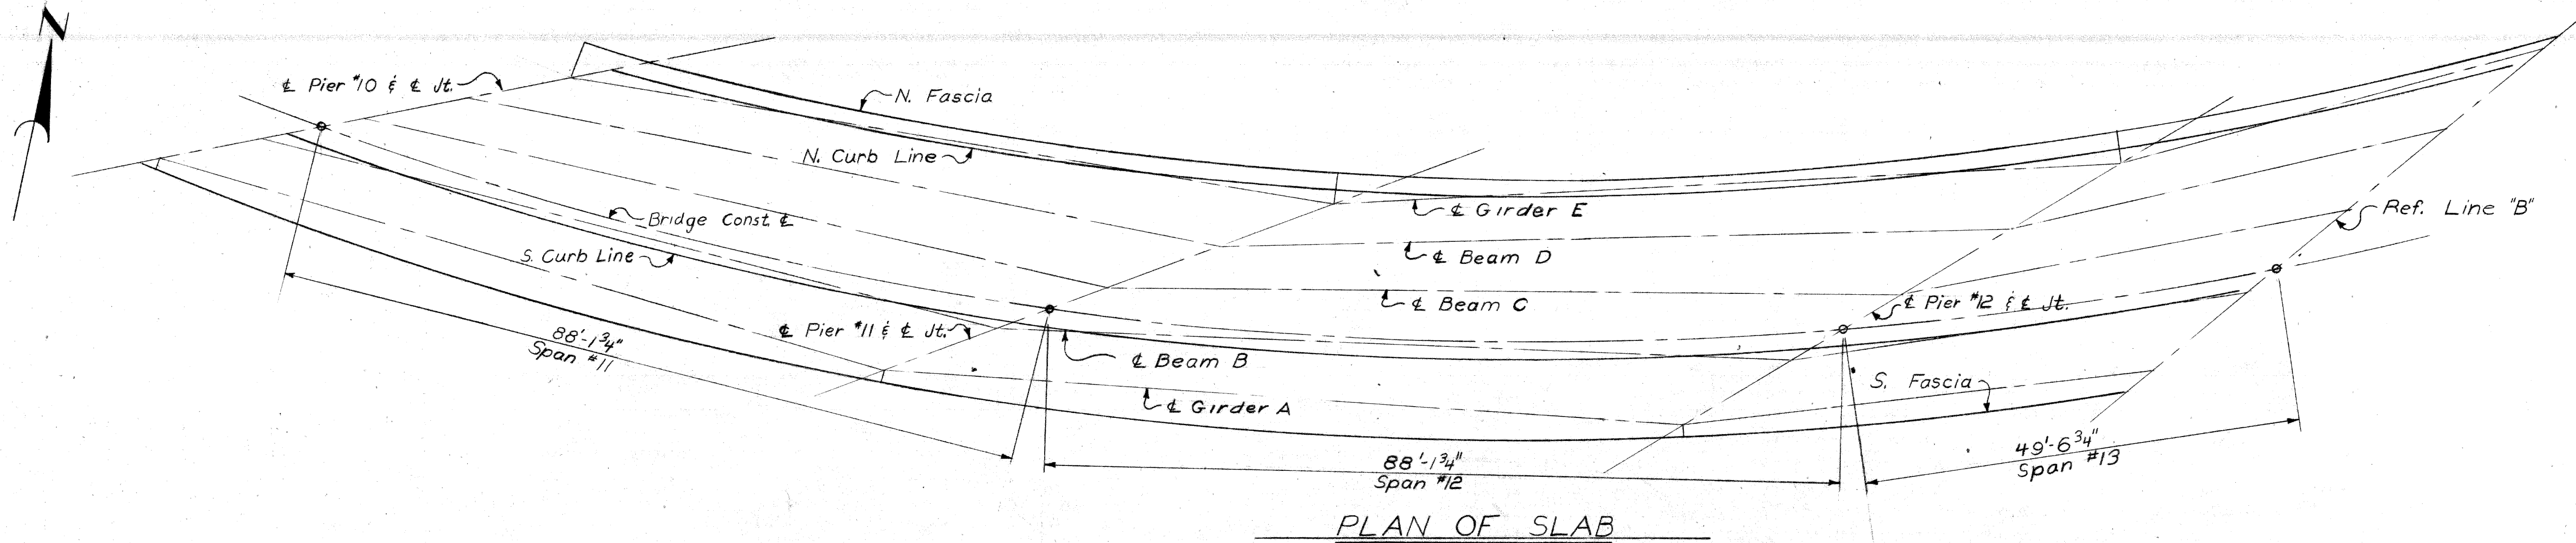 N
℄ Pier #10 & ℄ Jt.
N. Fascia
N. Curb Line
Bridge Const. ℄
S. Curb Line
℄ Girder E
Ref. Line "B"
℄ Beam D
℄ Beam C
℄ Pier #12 & ℄ Jt.
℄ Pier #11 & ℄ Jt.
℄ Beam B
88'-1¾"
Span #11
S. Fascia
℄ Girder A
88'-1¾"
Span #12
49'-6¾"
Span #13
PLAN OF SLAB